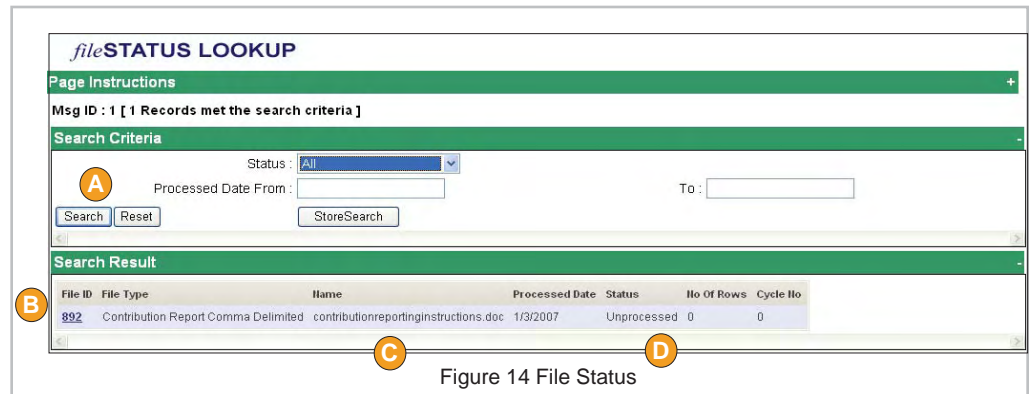 fileSTATUS LOOKUP
Page Instructions +
Msg ID : 1 [ 1 Records met the search criteria ]
Search Criteria -
Status : All
A
Processed Date From : To :
Search Reset StoreSearch
Search Result -
File ID File Type Name Processed Date Status No Of Rows Cycle No
B
892 Contribution Report Comma Delimited contributionreportinginstructions.doc 1/3/2007 Unprocessed 0 0
C D
Figure 14 File Status